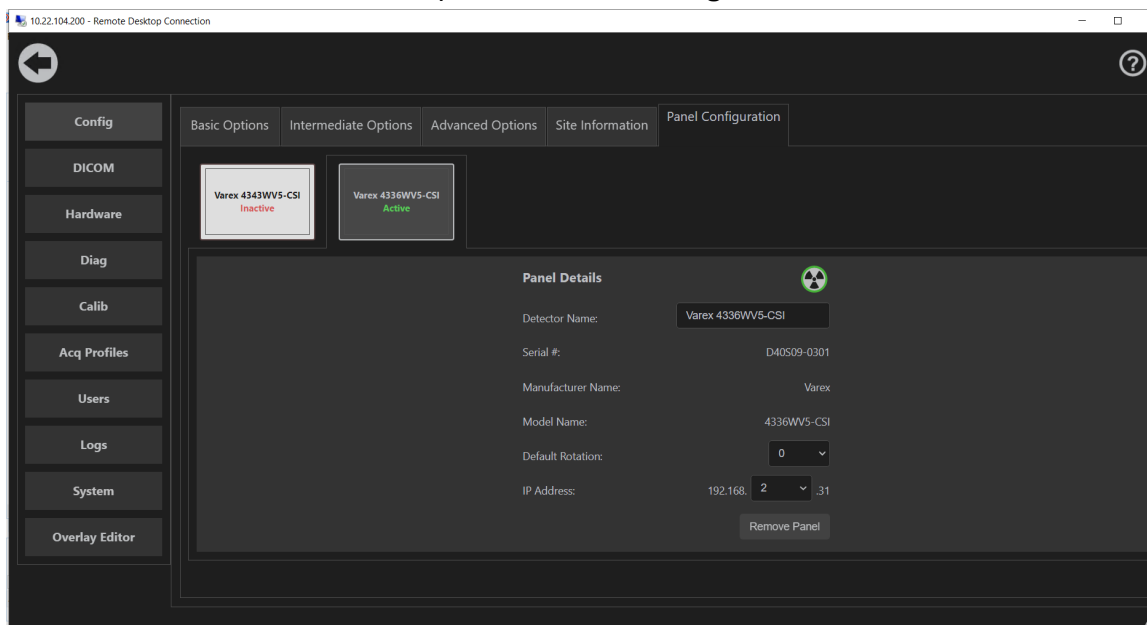 10.22.104.200 - Remote Desktop Connection
?
Config
DICOM
Hardware
Diag
Calib
Acq Profiles
Users
Logs
System
Overlay Editor
Basic Options
Intermediate Options
Advanced Options
Site Information
Panel Configuration
Varex 4343WV5-CSI
Inactive
Varex 4336WV5-CSI
Active
Panel Details
Detector Name: Varex 4336WV5-CSI
Serial #: D40S09-0301
Manufacturer Name: Varex
Model Name: 4336WV5-CSI
Default Rotation: 0
IP Address: 192.168. 2 .31
Remove Panel